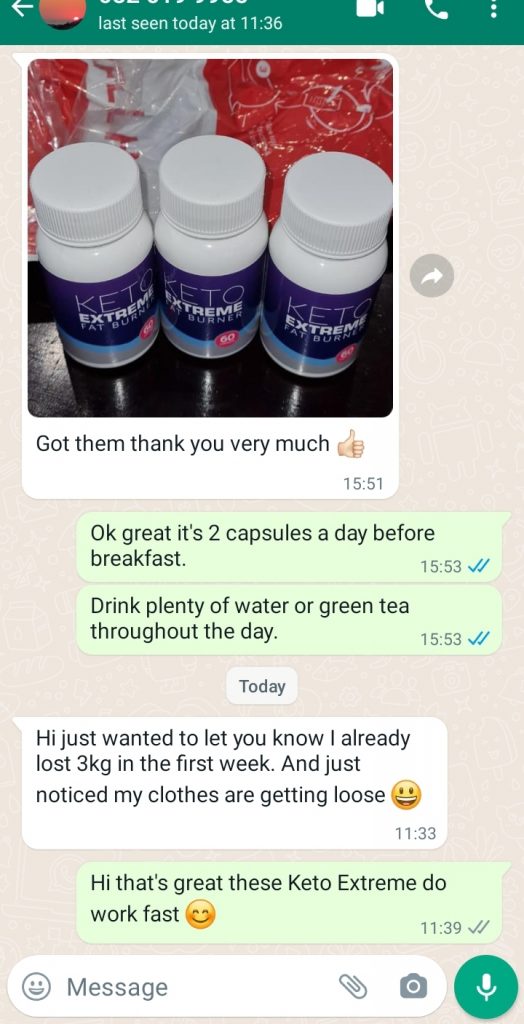 last seen today at 11:36
KETO
EXTREME
FAT BURNER
60
KETO
EXTREME
FAT BURNER
60
KETO
EXTREME
FAT BURNER
60
Got them thank you very much 👍🏻
15:51
Ok great it's 2 capsules a day before
breakfast.
15:53
Drink plenty of water or green tea
throughout the day.
15:53
Today
Hi just wanted to let you know I already
lost 3kg in the first week. And just
noticed my clothes are getting loose 😃
11:33
Hi that's great these Keto Extreme do
work fast 😊
11:39
Message